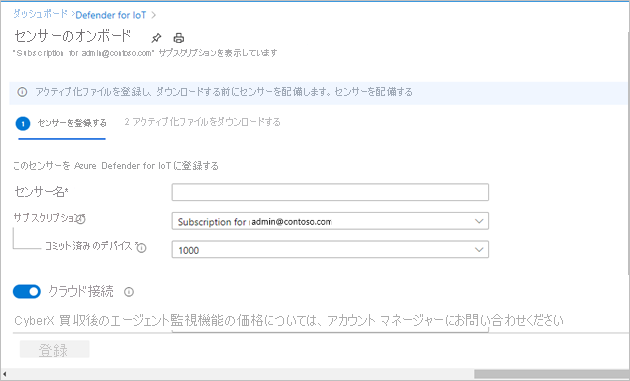 ダッシュボード > Defender for IoT >
センサーのオンボード
"Subscription for admin@contoso.com" サブスクリプションを表示しています
アクティブ化ファイルを登録し、ダウンロードする前にセンサーを配備します。センサーを配備する
1 センサーを登録する 2 アクティブ化ファイルをダウンロードする
このセンサーを Azure Defender for IoT に登録する
センサー名*
サブスクリプション Subscription for admin@contoso.com
コミット済みのデバイス 1000
クラウド接続
CyberX 買収後のエージェント監視機能の価格については、アカウント マネージャーにお問い合わせください
登録